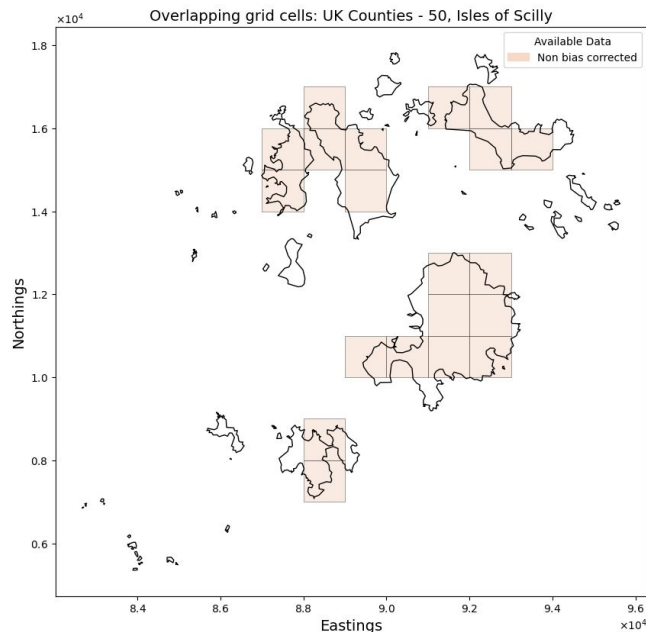 Overlapping grid cells: UK Counties - 50, Isles of Scilly
×10⁴
Available Data
Non bias corrected
1.8
1.6
1.4
1.2
1.0
0.8
0.6
Northings
8.4 8.6 8.8 9.0 9.2 9.4 9.6
×10⁴
Eastings